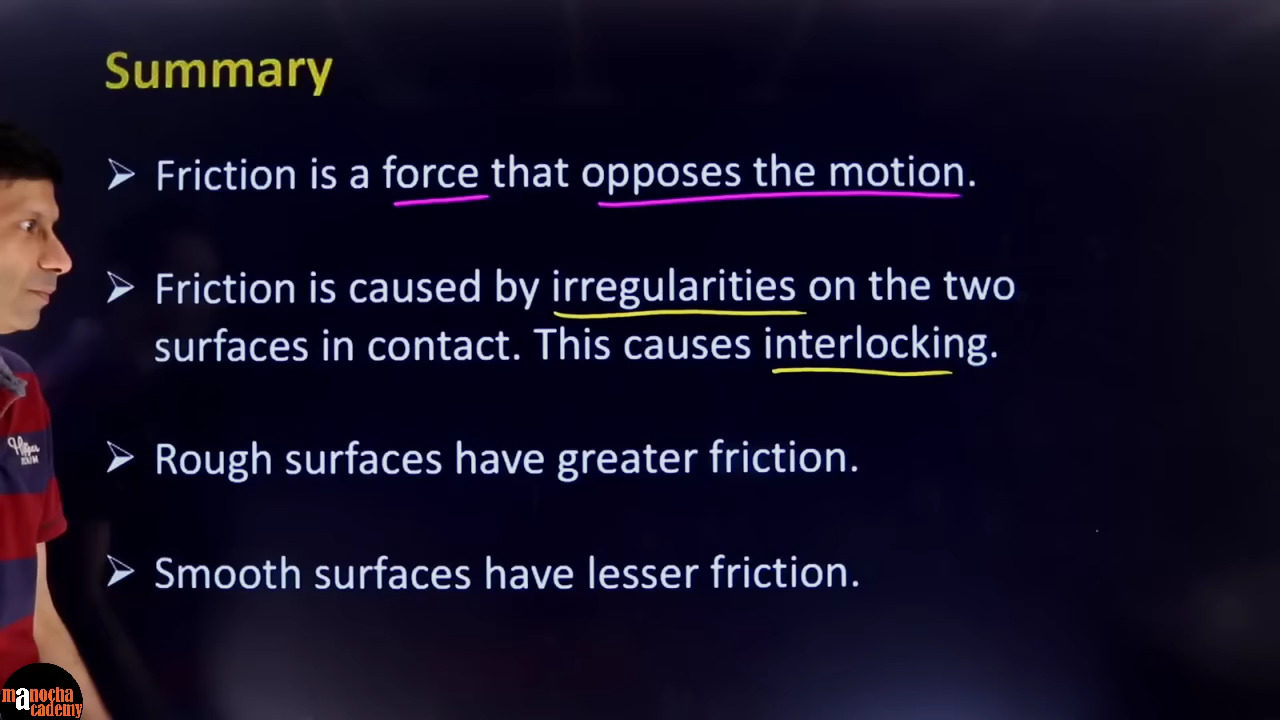 Summary
➢ Friction is a force that opposes the motion.
➢ Friction is caused by irregularities on the two
surfaces in contact. This causes interlocking.
➢ Rough surfaces have greater friction.
➢ Smooth surfaces have lesser friction.
manocha
academy